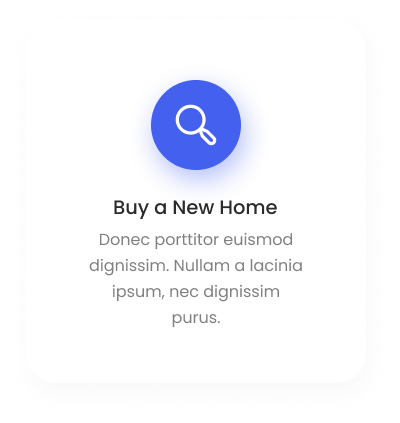 Buy a New Home
Donec porttitor euismod
dignissim. Nullam a lacinia
ipsum, nec dignissim
purus.